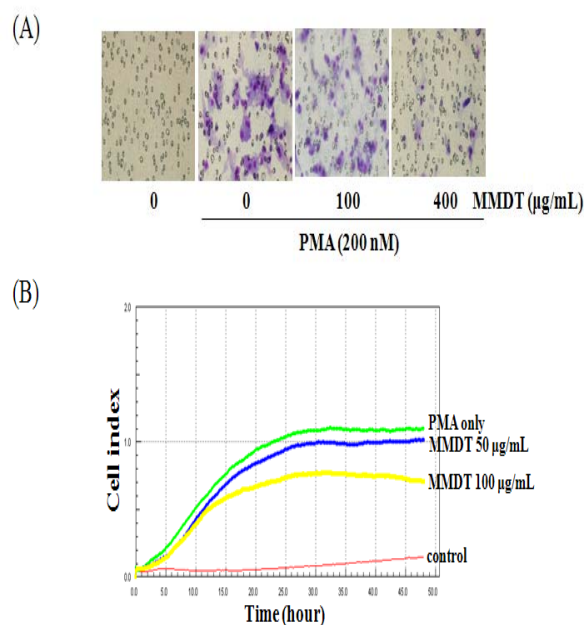 (A)
0 0 100 400 MMDT (μg/mL)
PMA (200 nM)
(B)
2.0
1.0
0.0
Cell index
PMA only
MMDT 50 μg/mL
MMDT 100 μg/mL
control
0.0 5.0 10.0 15.0 20.0 25.0 30.0 35.0 40.0 45.0 50.0
Time (hour)